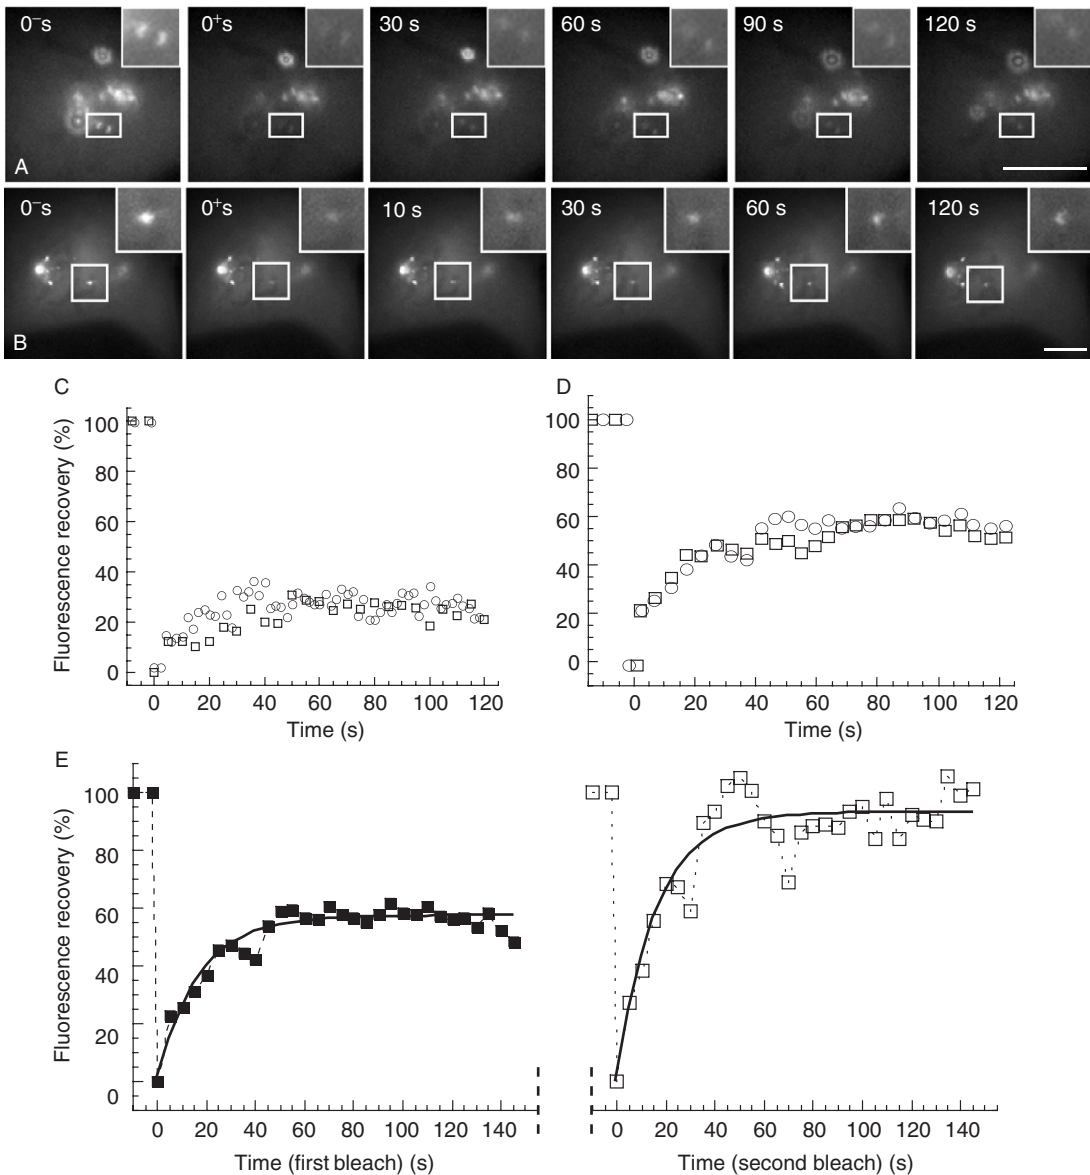 0⁻s 0⁺s 30 s 60 s 90 s 120 s
A
0⁻s 0⁺s 10 s 30 s 60 s 120 s
B
C D
Fluorescence recovery (%)
100
80
60
40
20
0
0 20 40 60 80 100 120
Time (s)
100
80
60
40
20
0
0 20 40 60 80 100 120
Time (s)
E
Fluorescence recovery (%)
100
80
60
40
20
0
0 20 40 60 80 100 120 140
Time (first bleach) (s)
0 20 40 60 80 100 120 140
Time (second bleach) (s)